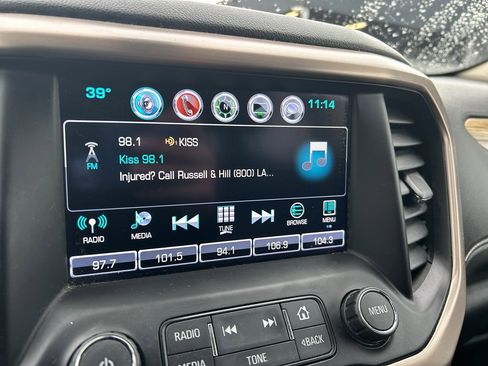 39° 11:14
98.1 KISS
FM Kiss 98.1
Injured? Call Russell & Hill (800) LA...
RADIO MEDIA TUNE BROWSE MENU
97.7 101.5 94.1 106.9 104.3
RADIO MENU
MEDIA TONE BACK